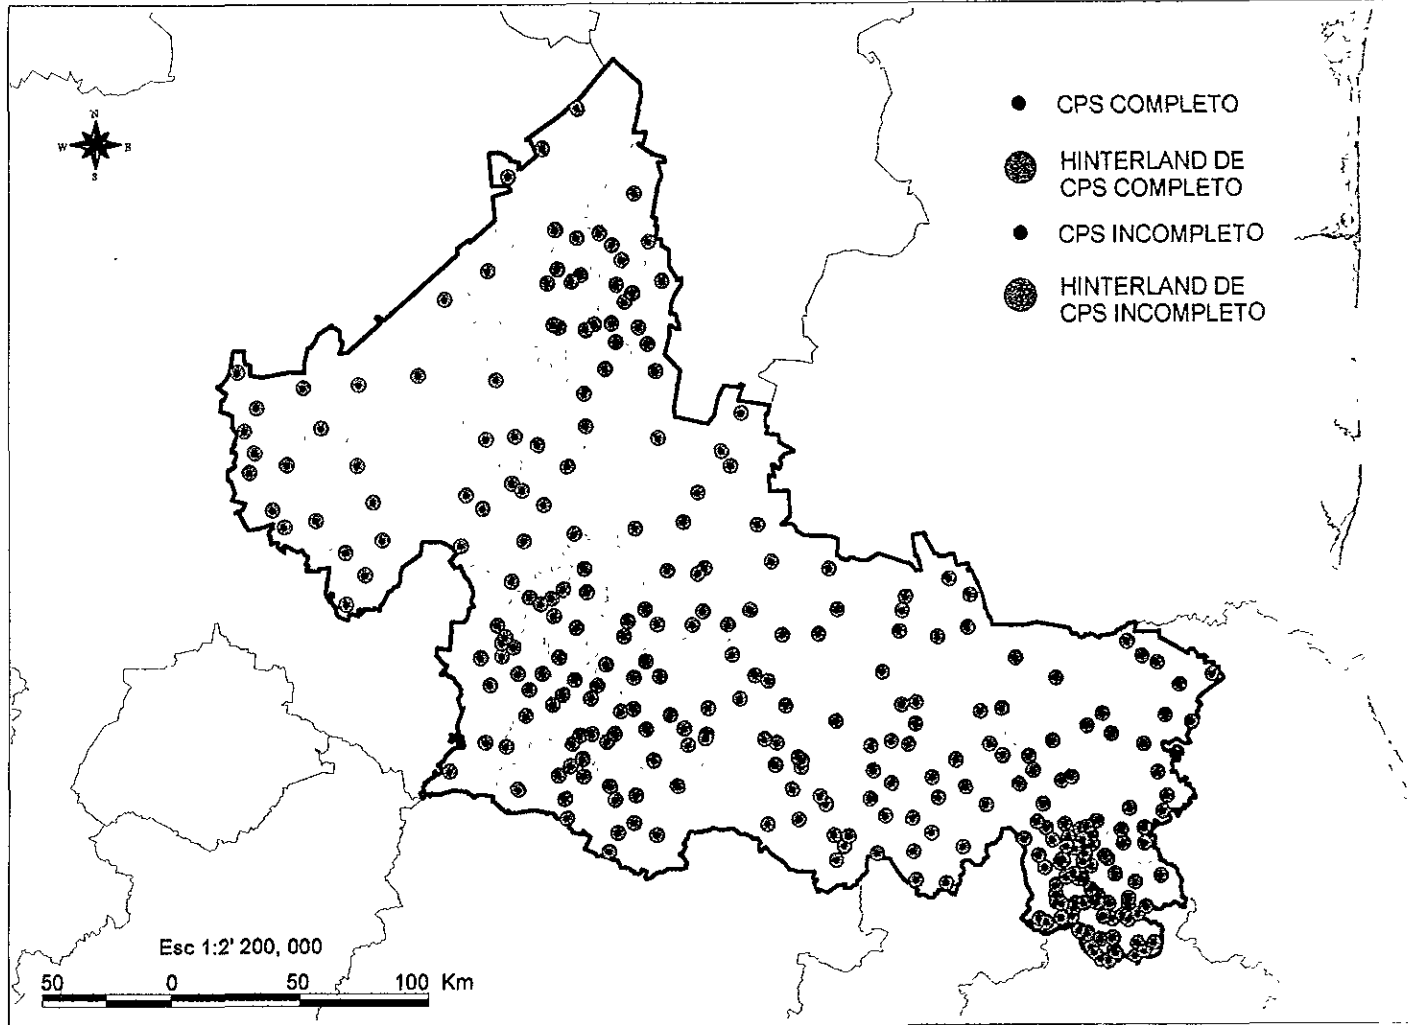 N
W E
S
CPS COMPLETO
HINTERLAND DE
CPS COMPLETO
CPS INCOMPLETO
HINTERLAND DE
CPS INCOMPLETO
Esc 1:2' 200, 000
50 0 50 100 Km